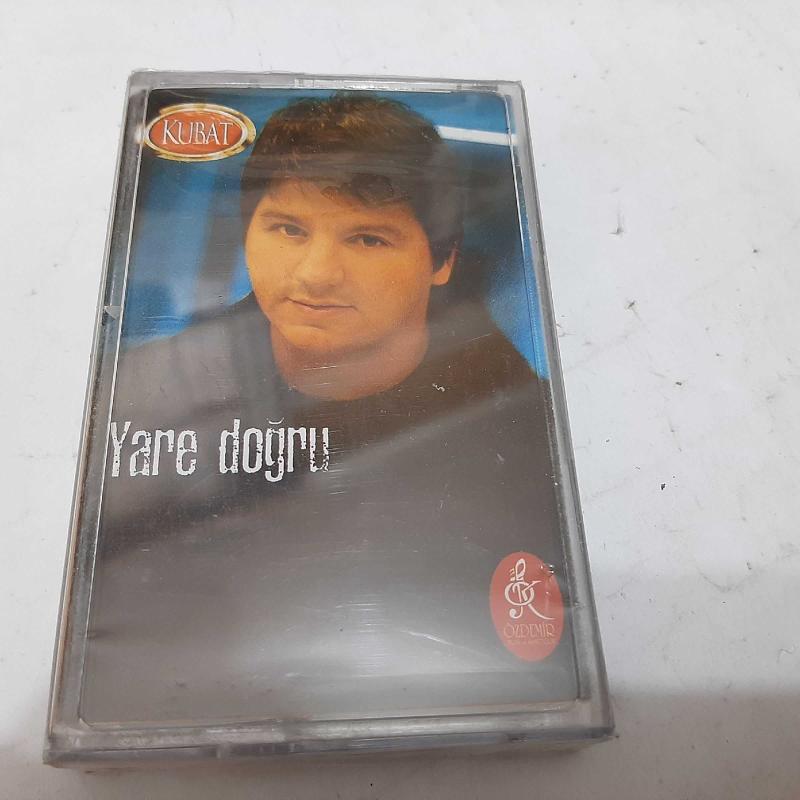 KUBAT
Yare doğru
ÖZDEMİR